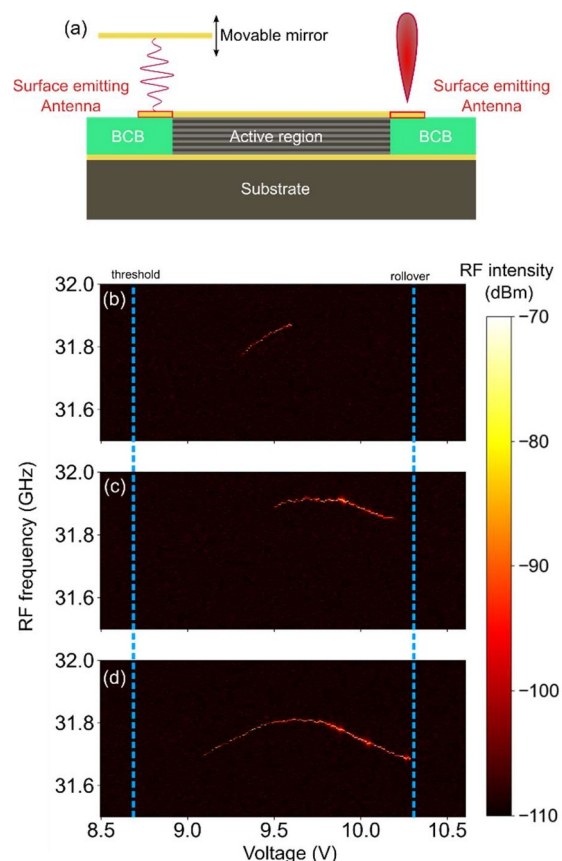 (a)
Movable mirror
Surface emitting
Antenna
Surface emitting
Antenna
BCB
Active region
BCB
Substrate
threshold
rollover
RF intensity
(dBm)
(b)
32.0
31.8
31.6
(c)
32.0
31.8
31.6
(d)
32.0
31.8
31.6
RF frequency (GHz)
8.5 9.0 9.5 10.0 10.5
Voltage (V)
−70
−80
−90
−100
−110